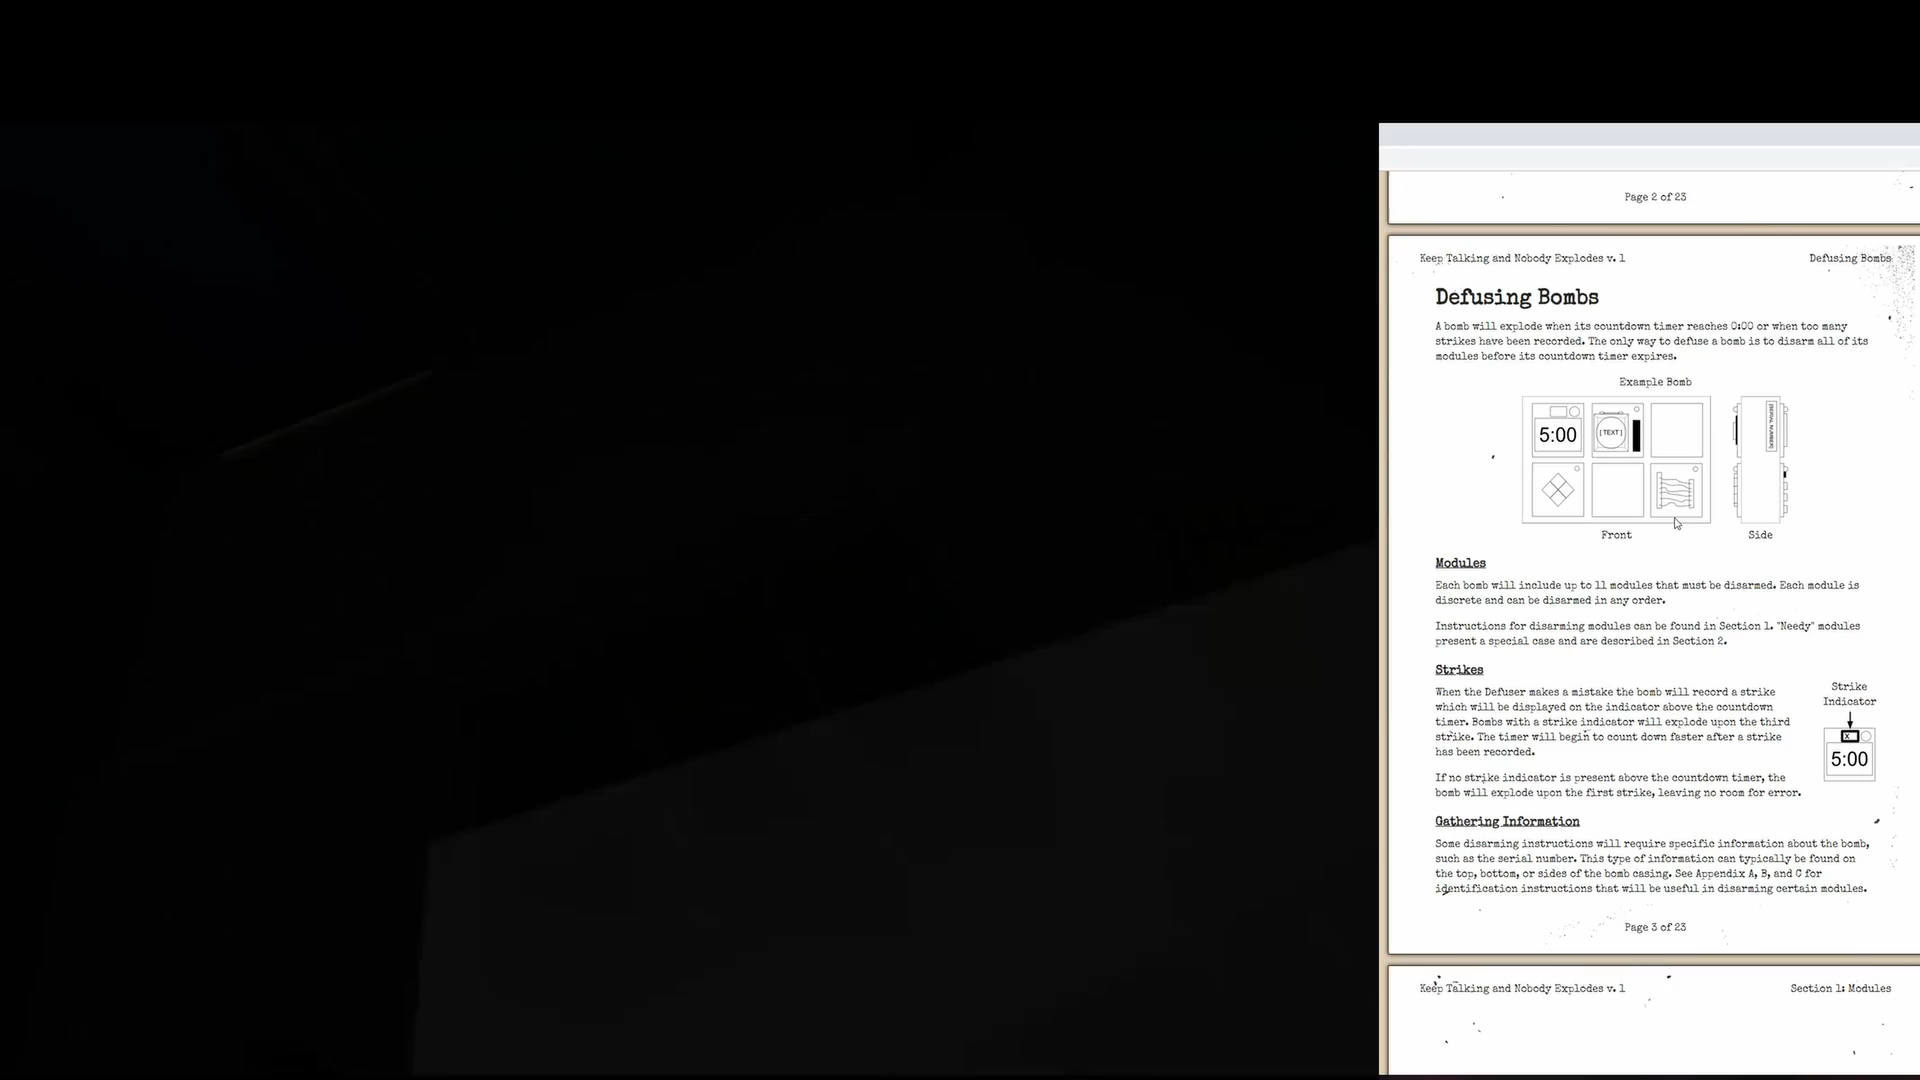 Page 2 of 23
Keep Talking and Nobody Explodes v. 1
Defusing Bombs
Defusing Bombs
A bomb will explode when its countdown timer reaches 0:00 or when too many
strikes have been recorded. The only way to defuse a bomb is to disarm all of its
modules before its countdown timer expires.
Example Bomb
5:00
[TEXT]
[SERIAL NUMBER]
Front
Side
Modules
Each bomb will include up to 11 modules that must be disarmed. Each module is
discrete and can be disarmed in any order.
Instructions for disarming modules can be found in Section 1. "Needy" modules
present a special case and are described in Section 2.
Strikes
When the Defuser makes a mistake the bomb will record a strike
which will be displayed on the indicator above the countdown
timer. Bombs with a strike indicator will explode upon the third
strike. The timer will begin to count down faster after a strike
has been recorded.
If no strike indicator is present above the countdown timer, the
bomb will explode upon the first strike, leaving no room for error.
Strike
Indicator
X
5:00
Gathering Information
Some disarming instructions will require specific information about the bomb,
such as the serial number. This type of information can typically be found on
the top, bottom, or sides of the bomb casing. See Appendix A, B, and C for
identification instructions that will be useful in disarming certain modules.
Page 3 of 23
Keep Talking and Nobody Explodes v. 1
Section 1: Modules